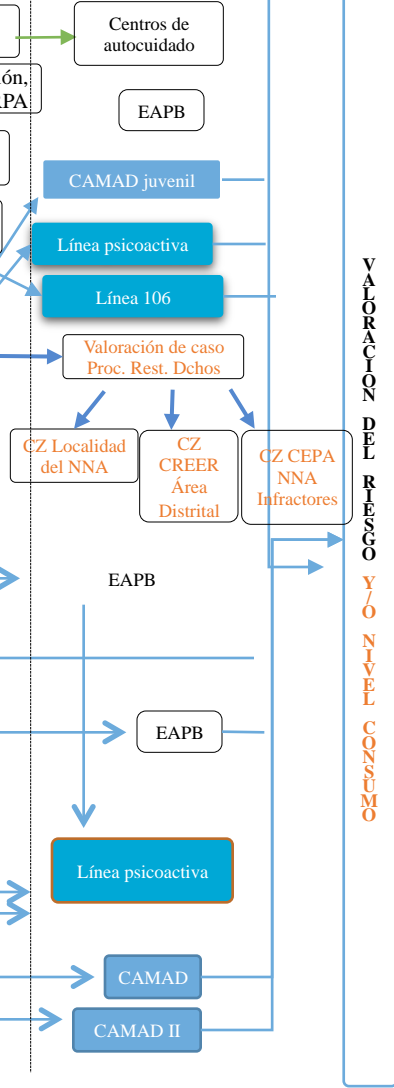 Centros de
autocuidado
ión,
RPA
EAPB
CAMAD juvenil
Línea psicoactiva
Línea 106
Valoración de caso
Proc. Rest. Dchos
CZ Localidad
del NNA
CZ
CREER
Área
Distrital
CZ CEPA
NNA
Infractores
EAPB
EAPB
Línea psicoactiva
CAMAD
CAMAD II
VALORACION DEL RIESGO Y/O NIVEL CONSUMO